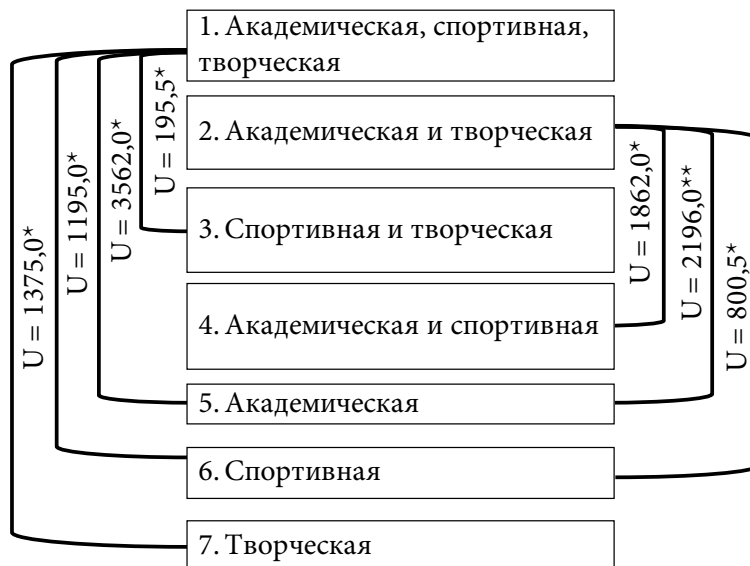 1. Академическая, спортивная,
творческая
2. Академическая и творческая
3. Спортивная и творческая
4. Академическая и спортивная
5. Академическая
6. Спортивная
7. Творческая
U = 1375,0*
U = 1195,0*
U = 3562,0*
U = 195,5*
U = 1862,0*
U = 2196,0**
U = 800,5*